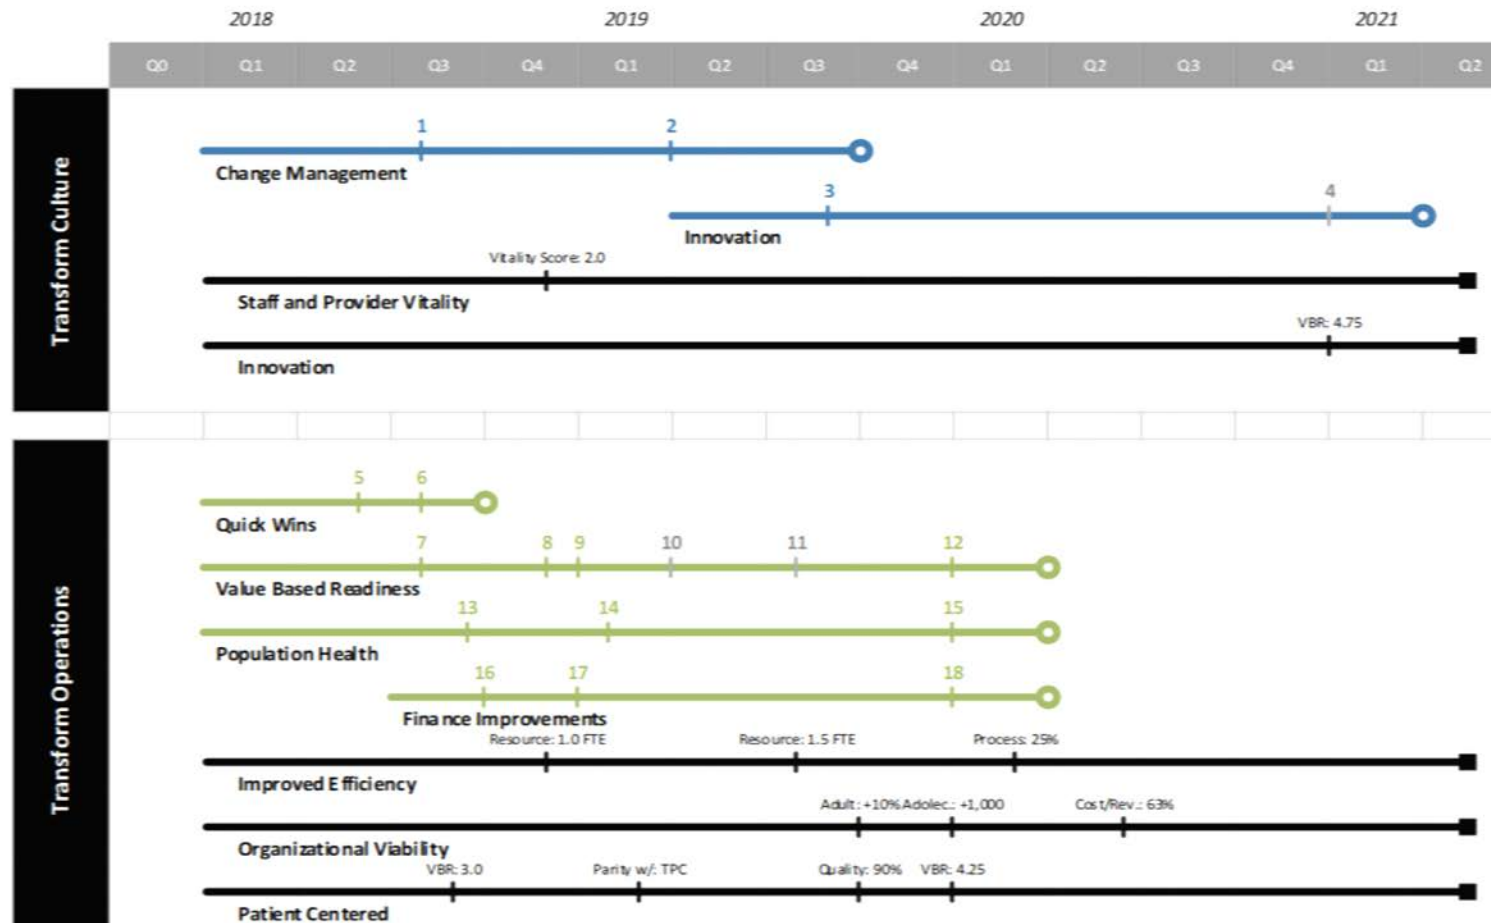 2018 2019 2020 2021
Q0 Q1 Q2 Q3 Q4 Q1 Q2 Q3 Q4 Q1 Q2 Q3 Q4 Q1 Q2
Transform Culture
1 2
Change Management
3 4
Innovation
Vitality Score: 2.0
Staff and Provider Vitality
VBR: 4.75
Innovation
Transform Operations
5 6
Quick Wins
7 8 9 10 11 12
Value Based Readiness
13 14 15
Population Health
16 17 18
Finance Improvements
Resource: 1.0 FTE Resource: 1.5 FTE Process: 25%
Improved Efficiency
Adult: +10% Adolec.: +1,000 Cost/Rev.: 63%
Organizational Viability
VBR: 3.0 Parity w/: TPC Quality: 90% VBR: 4.25
Patient Centered